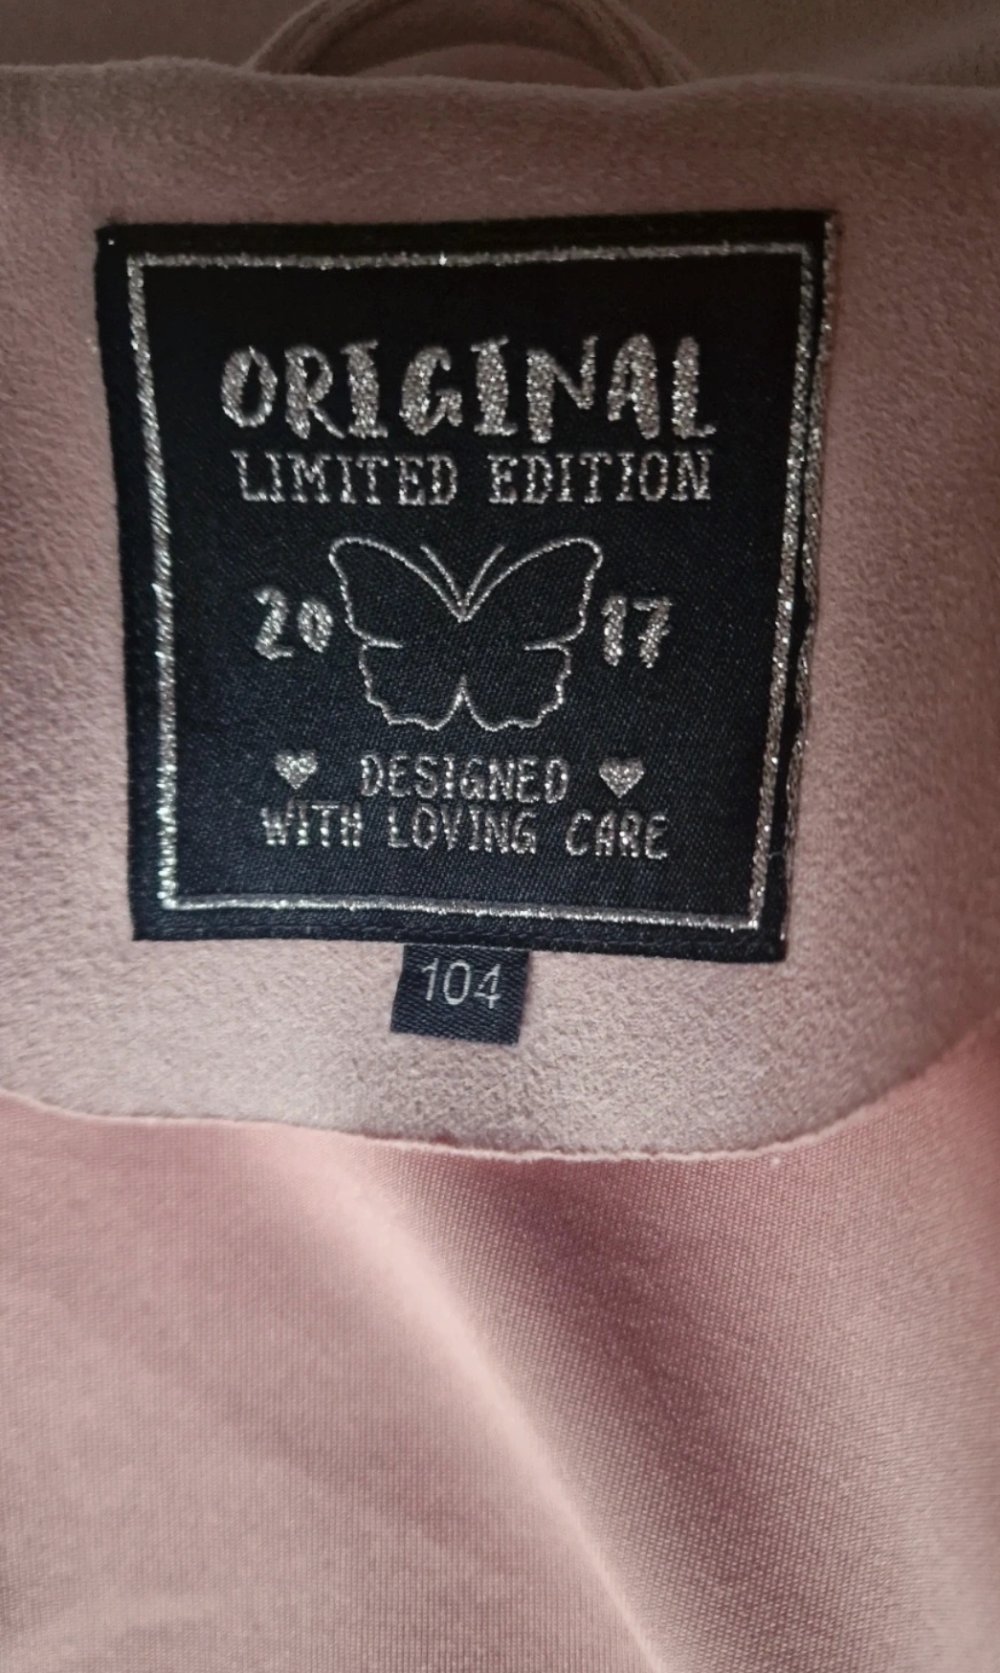 ORIGINAL
LIMITED EDITION
20 17
DESIGNED
WITH LOVING CARE
104